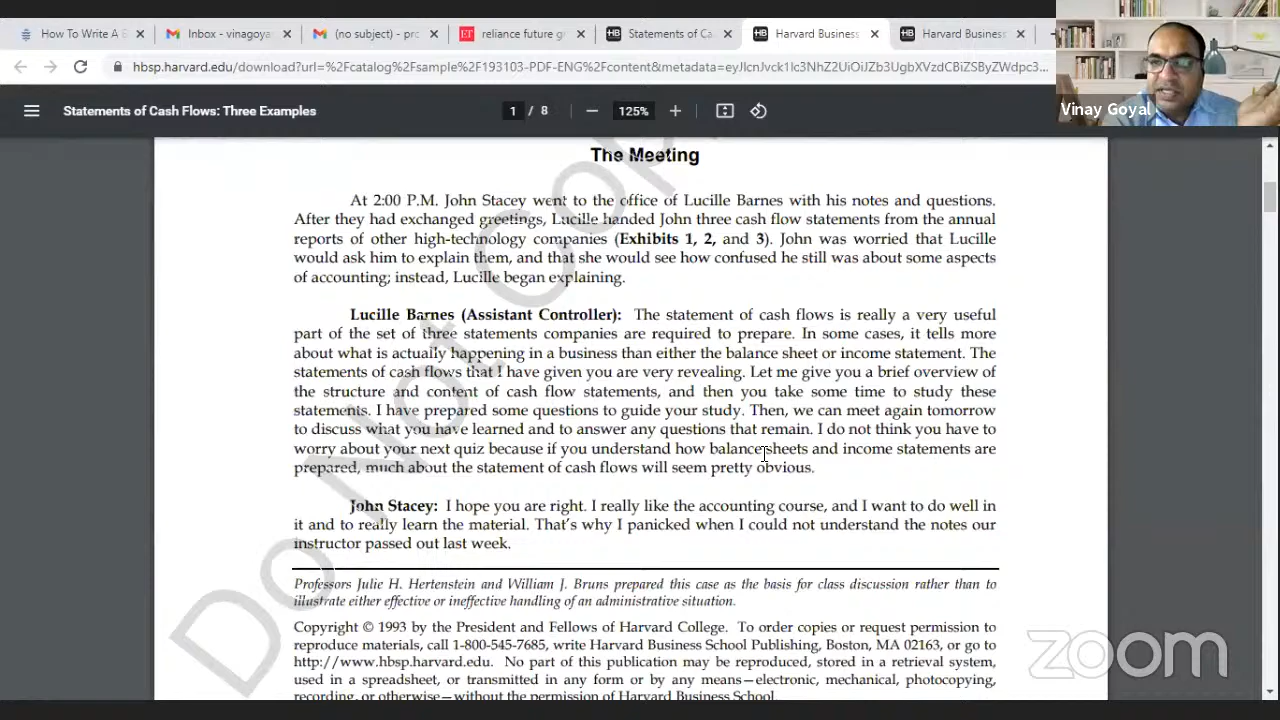 How To Write A S
Inbox - vinagoya
(no subject) - pro
ET reliance future g
HB Statements of Ca
HB Harvard Business
HB Harvard Business
hbsp.harvard.edu/download?url=%2Fcatalog%2Fsample%2F193103-PDF-ENG%2Fcontent&metadata=eyJlcnJvck1lc3NhZ2UiOiJZb3UgbXVzdCBiZSByZWdpc3...
Statements of Cash Flows: Three Examples
1 / 8
125%
Vinay Goyal
The Meeting
At 2:00 P.M. John Stacey went to the office of Lucille Barnes with his notes and questions.
After they had exchanged greetings, Lucille handed John three cash flow statements from the annual
reports of other high-technology companies (Exhibits 1, 2, and 3). John was worried that Lucille
would ask him to explain them, and that she would see how confused he still was about some aspects
of accounting; instead, Lucille began explaining.
Lucille Barnes (Assistant Controller): The statement of cash flows is really a very useful
part of the set of three statements companies are required to prepare. In some cases, it tells more
about what is actually happening in a business than either the balance sheet or income statement. The
statements of cash flows that I have given you are very revealing. Let me give you a brief overview of
the structure and content of cash flow statements, and then you take some time to study these
statements. I have prepared some questions to guide your study. Then, we can meet again tomorrow
to discuss what you have learned and to answer any questions that remain. I do not think you have to
worry about your next quiz because if you understand how balance sheets and income statements are
prepared, much about the statement of cash flows will seem pretty obvious.
John Stacey: I hope you are right. I really like the accounting course, and I want to do well in
it and to really learn the material. That's why I panicked when I could not understand the notes our
instructor passed out last week.
Professors Julie H. Hertenstein and William J. Bruns prepared this case as the basis for class discussion rather than to
illustrate either effective or ineffective handling of an administrative situation.
Copyright © 1993 by the President and Fellows of Harvard College. To order copies or request permission to
reproduce materials, call 1-800-545-7685, write Harvard Business School Publishing, Boston, MA 02163, or go to
http://www.hbsp.harvard.edu. No part of this publication may be reproduced, stored in a retrieval system,
used in a spreadsheet, or transmitted in any form or by any means—electronic, mechanical, photocopying,
recording, or otherwise—without the permission of Harvard Business School.
Do Not Cop
zoom